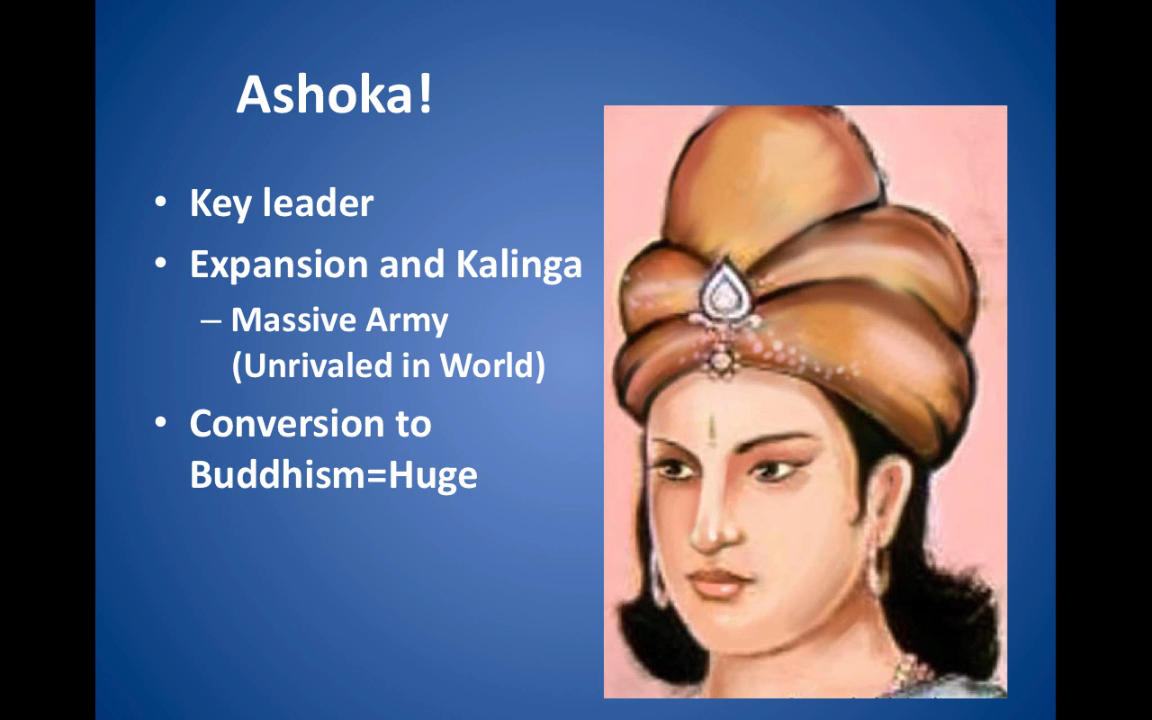 Ashoka!
• Key leader
• Expansion and Kalinga
– Massive Army
(Unrivaled in World)
• Conversion to
Buddhism=Huge